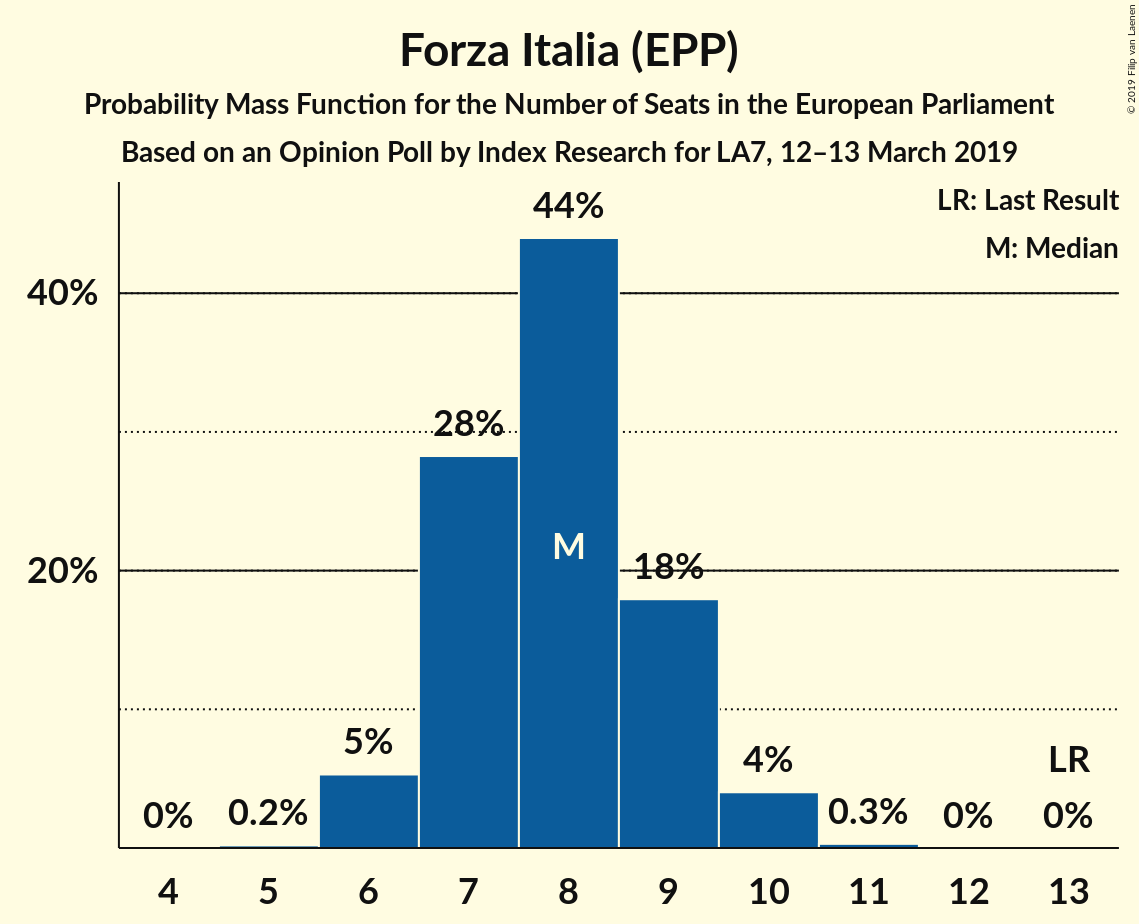 Forza Italia (EPP)
Probability Mass Function for the Number of Seats in the European Parliament
Based on an Opinion Poll by Index Research for LA7, 12–13 March 2019
© 2019 Filip van Laenen
LR: Last Result
M: Median
40%
20%
0%
0.2%
5%
28%
44%
M
18%
4%
0.3%
0%
LR
0%
4 5 6 7 8 9 10 11 12 13